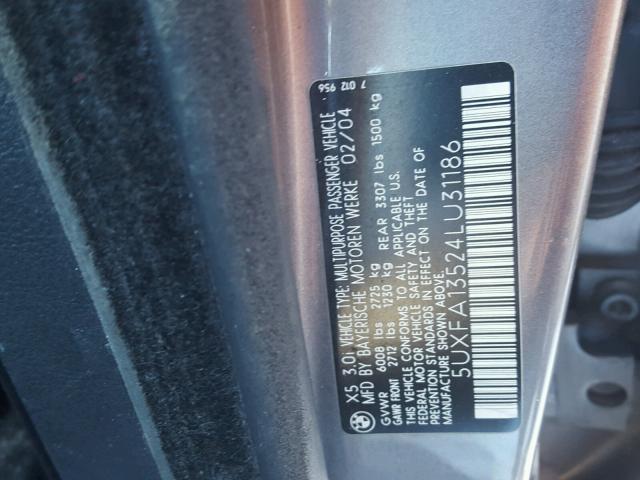 7 012 956
X5 3.0i VEHICLE TYPE: MULTIPURPOSE PASSENGER VEHICLE
MFD BY BAYERISCHE MOTOREN WERKE 02/04
GVWR 6008 lbs 2725 kg
GAWR FRONT 2712 lbs 1230 kg REAR 3307 lbs 1500 kg
THIS VEHICLE CONFORMS TO ALL APPLICABLE U.S.
FEDERAL MOTOR VEHICLE SAFETY AND THEFT
PREVENTION STANDARDS IN EFFECT ON THE DATE OF
MANUFACTURE SHOWN ABOVE.
5UXFA13524LU31186